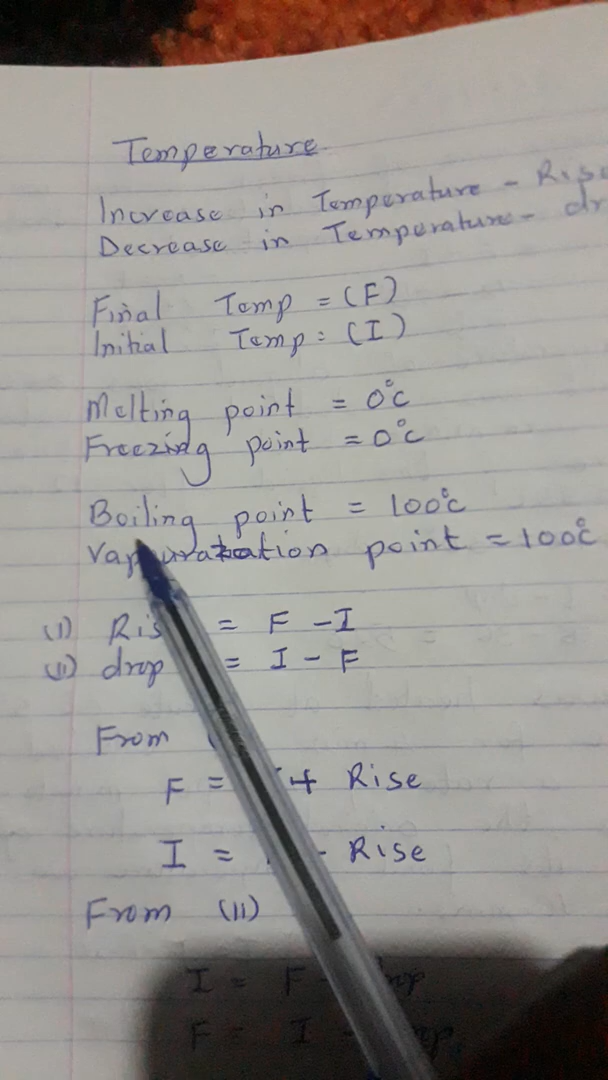 Temperature
Increase in Temperature - Rise
Decrease in Temperature - dr
Final Temp = (F)
Initial Temp = (I)
Melting point = 0°c
Freezing point = 0°c
Boiling point = 100°c
point = 100°c
(I) Ris = F - I
(II) drop = I - F
From (
F = + Rise
I = - Rise
From (II)
I = F
F = I